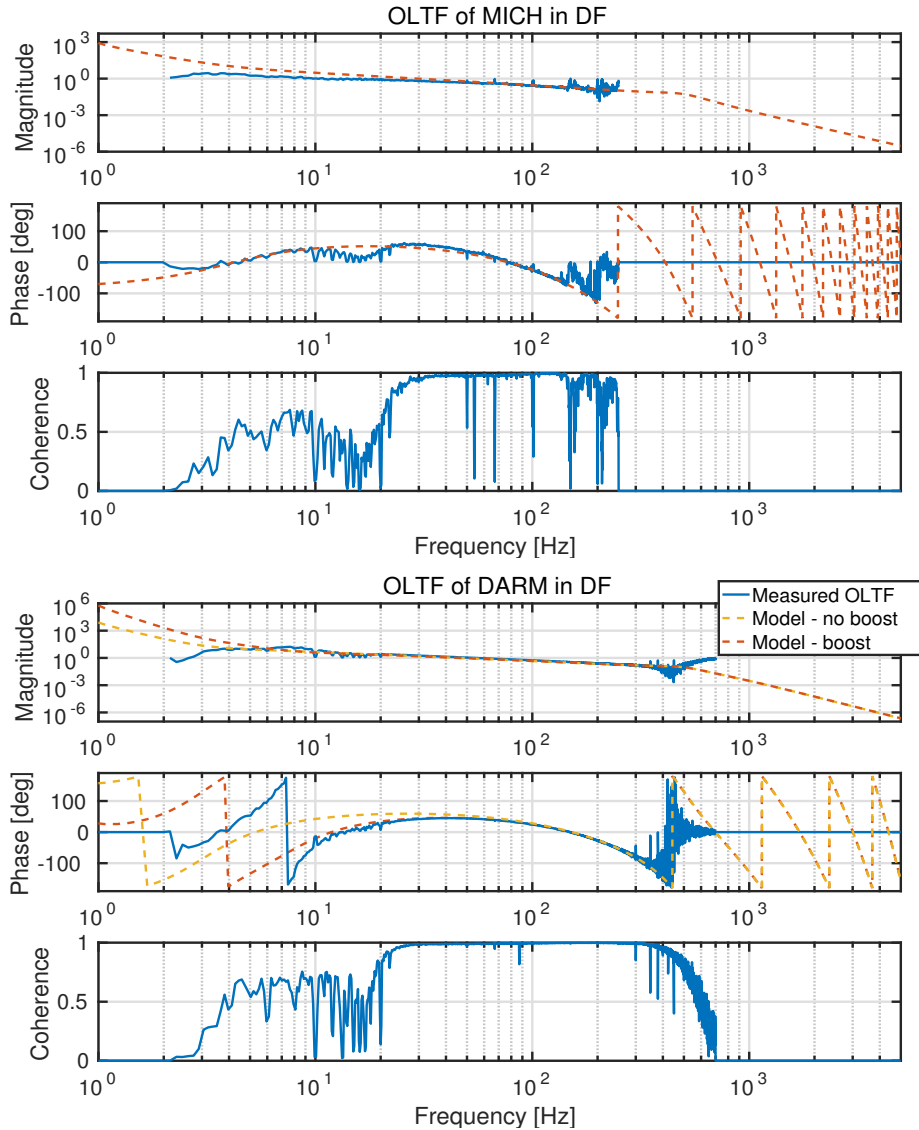 OLTF of MICH in DF
Magnitude
10^3
10^0
10^-3
10^-6
10^0 10^1 10^2 10^3
Phase [deg]
100
0
-100
10^0 10^1 10^2 10^3
Coherence
1
0.5
0
10^0 10^1 10^2 10^3
Frequency [Hz]
OLTF of DARM in DF
Measured OLTF
Model - no boost
Model - boost
Magnitude
10^6
10^3
10^0
10^-3
10^-6
10^0 10^1 10^2 10^3
Phase [deg]
100
0
-100
10^0 10^1 10^2 10^3
Coherence
1
0.5
0
10^0 10^1 10^2 10^3
Frequency [Hz]